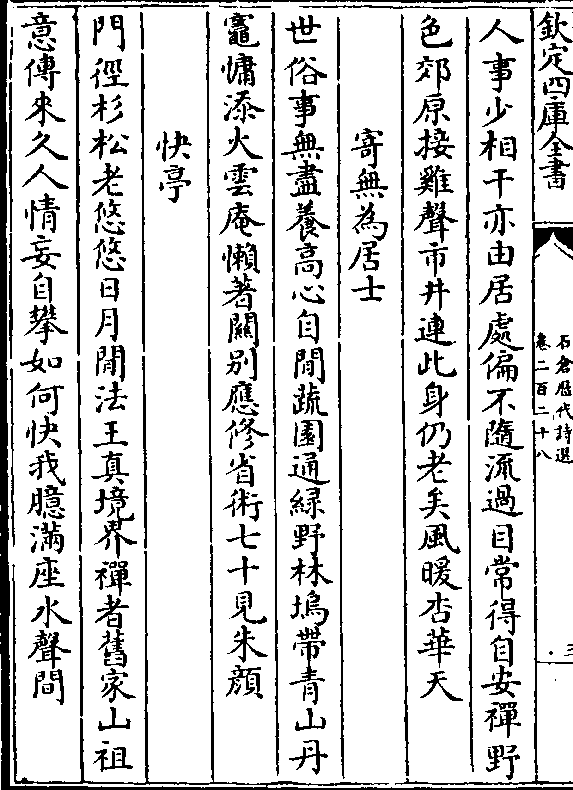 欽定四庫全書
石倉歴代詩選
卷二百二十八
三
人事少相干亦由居處偏不隨流過目常得自安禪野
色郊原接雞聲市井連此身仍老矣風暖杏華天
寄無為居士
世俗事無盡養高心自閒蔬園通緑野林塢帶青山丹
竈慵添火雲庵懶著關别應修省術七十見朱顔
快亭
門徑杉松老悠悠日月閒法王真境界禪者舊家山祖
意傳來久人情妄自攀如何快我臆滿座水聲間